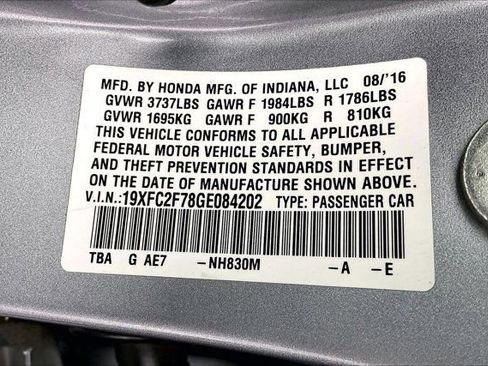 MFD. BY HONDA MFG. OF INDIANA, LLC 08/'16
GVWR 3737LBS GAWR F 1984LBS R 1786LBS
GVWR 1695KG GAWR F 900KG R 810KG
THIS VEHICLE CONFORMS TO ALL APPLICABLE
FEDERAL MOTOR VEHICLE SAFETY, BUMPER,
AND THEFT PREVENTION STANDARDS IN EFFECT
ON THE DATE OF MANUFACTURE SHOWN ABOVE.
V.I.N.:19XFC2F78GE084202 TYPE: PASSENGER CAR
TBA G AE7 -NH830M -A -E